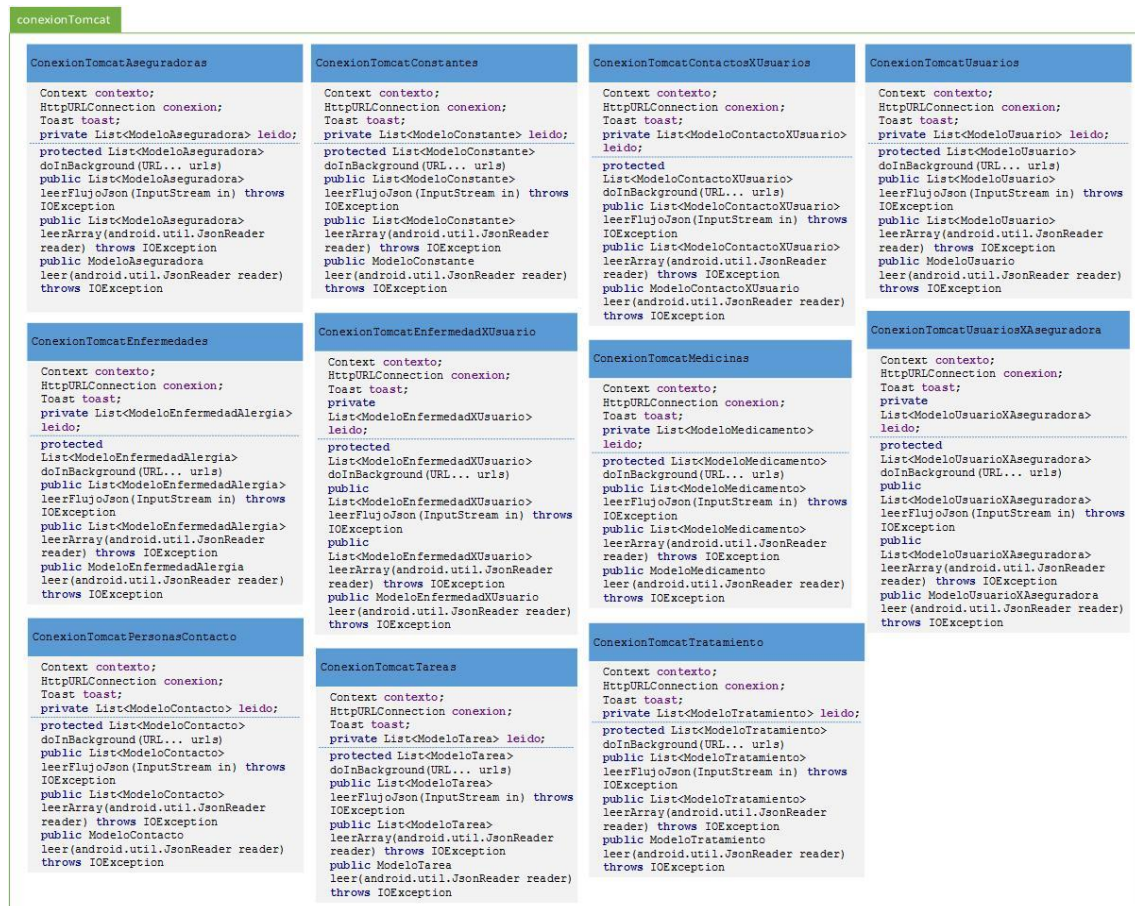 conexionTomcat
ConexionTomcatAseguradoras
Context contexto;
HttpURLConnection conexion;
Toast toast;
private List<ModeloAseguradora> leido;
protected List<ModeloAseguradora>
doInBackground(URL... urls)
public List<ModeloAseguradora>
leerFlujoJson(InputStream in) throws
IOException
public List<ModeloAseguradora>
leerArray(android.util.JsonReader
reader) throws IOException
public ModeloAseguradora
leer(android.util.JsonReader reader)
throws IOException
ConexionTomcatConstantes
Context contexto;
HttpURLConnection conexion;
Toast toast;
private List<ModeloConstante> leido;
protected List<ModeloConstante>
doInBackground(URL... urls)
public List<ModeloConstante>
leerFlujoJson(InputStream in) throws
IOException
public List<ModeloConstante>
leerArray(android.util.JsonReader
reader) throws IOException
public ModeloConstante
leer(android.util.JsonReader reader)
throws IOException
ConexionTomcatContactosXUsuarios
Context contexto;
HttpURLConnection conexion;
Toast toast;
private List<ModeloContactoXUsuario>
leido;
protected
List<ModeloContactoXUsuario>
doInBackground(URL... urls)
public List<ModeloContactoXUsuario>
leerFlujoJson(InputStream in) throws
IOException
public List<ModeloContactoXUsuario>
leerArray(android.util.JsonReader
reader) throws IOException
public ModeloContactoXUsuario
leer(android.util.JsonReader reader)
throws IOException
ConexionTomcatUsuarios
Context contexto;
HttpURLConnection conexion;
Toast toast;
private List<ModeloUsuario> leido;
protected List<ModeloUsuario>
doInBackground(URL... urls)
public List<ModeloUsuario>
leerFlujoJson(InputStream in) throws
IOException
public List<ModeloUsuario>
leerArray(android.util.JsonReader
reader) throws IOException
public ModeloUsuario
leer(android.util.JsonReader reader)
throws IOException
ConexionTomcatEnfermedades
Context contexto;
HttpURLConnection conexion;
Toast toast;
private List<ModeloEnfermedadAlergia>
leido;
protected
List<ModeloEnfermedadAlergia>
doInBackground(URL... urls)
public List<ModeloEnfermedadAlergia>
leerFlujoJson(InputStream in) throws
IOException
public List<ModeloEnfermedadAlergia>
leerArray(android.util.JsonReader
reader) throws IOException
public ModeloEnfermedadAlergia
leer(android.util.JsonReader reader)
throws IOException
ConexionTomcatEnfermedadXUsuario
Context contexto;
HttpURLConnection conexion;
Toast toast;
private
List<ModeloEnfermedadXUsuario>
leido;
protected
List<ModeloEnfermedadXUsuario>
doInBackground(URL... urls)
public
List<ModeloEnfermedadXUsuario>
leerFlujoJson(InputStream in) throws
IOException
public
List<ModeloEnfermedadXUsuario>
leerArray(android.util.JsonReader
reader) throws IOException
public ModeloEnfermedadXUsuario
leer(android.util.JsonReader reader)
throws IOException
ConexionTomcatMedicinas
Context contexto;
HttpURLConnection conexion;
Toast toast;
private List<ModeloMedicamento>
leido;
protected List<ModeloMedicamento>
doInBackground(URL... urls)
public List<ModeloMedicamento>
leerFlujoJson(InputStream in) throws
IOException
public List<ModeloMedicamento>
leerArray(android.util.JsonReader
reader) throws IOException
public ModeloMedicamento
leer(android.util.JsonReader reader)
throws IOException
ConexionTomcatUsuariosXAseguradora
Context contexto;
HttpURLConnection conexion;
Toast toast;
private
List<ModeloUsuarioXAseguradora>
leido;
protected
List<ModeloUsuarioXAseguradora>
doInBackground(URL... urls)
public
List<ModeloUsuarioXAseguradora>
leerFlujoJson(InputStream in) throws
IOException
public
List<ModeloUsuarioXAseguradora>
leerArray(android.util.JsonReader
reader) throws IOException
public ModeloUsuarioXAseguradora
leer(android.util.JsonReader reader)
throws IOException
ConexionTomcatPersonasContacto
Context contexto;
HttpURLConnection conexion;
Toast toast;
private List<ModeloContacto> leido;
protected List<ModeloContacto>
doInBackground(URL... urls)
public List<ModeloContacto>
leerFlujoJson(InputStream in) throws
IOException
public List<ModeloContacto>
leerArray(android.util.JsonReader
reader) throws IOException
public ModeloContacto
leer(android.util.JsonReader reader)
throws IOException
ConexionTomcatTareas
Context contexto;
HttpURLConnection conexion;
Toast toast;
private List<ModeloTarea> leido;
protected List<ModeloTarea>
doInBackground(URL... urls)
public List<ModeloTarea>
leerFlujoJson(InputStream in) throws
IOException
public List<ModeloTarea>
leerArray(android.util.JsonReader
reader) throws IOException
public ModeloTarea
leer(android.util.JsonReader reader)
throws IOException
ConexionTomcatTratamiento
Context contexto;
HttpURLConnection conexion;
Toast toast;
private List<ModeloTratamiento> leido;
protected List<ModeloTratamiento>
doInBackground(URL... urls)
public List<ModeloTratamiento>
leerFlujoJson(InputStream in) throws
IOException
public List<ModeloTratamiento>
leerArray(android.util.JsonReader
reader) throws IOException
public ModeloTratamiento
leer(android.util.JsonReader reader)
throws IOException